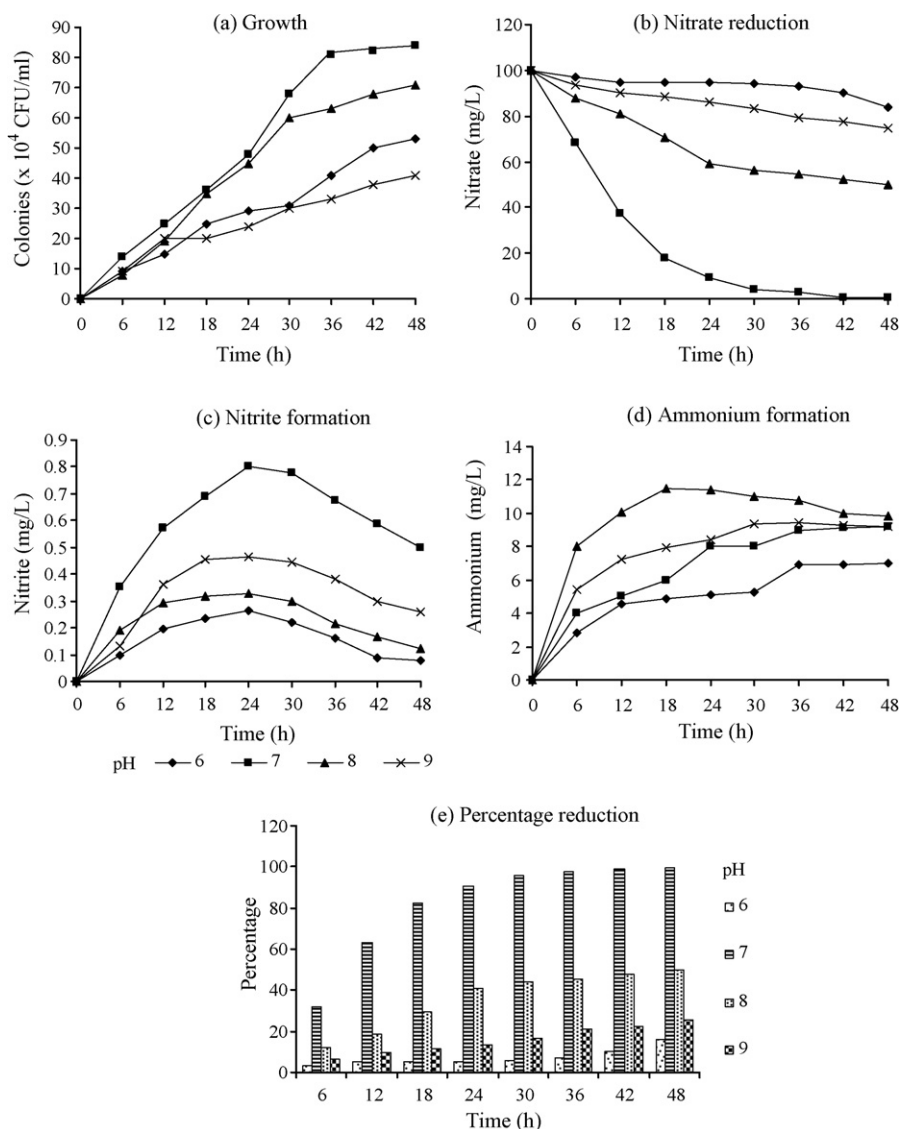 (a) Growth
90
80
70
60
50
40
30
20
10
0
Colonies (x 10⁴ CFU/ml)
0 6 12 18 24 30 36 42 48
Time (h)
(b) Nitrate reduction
120
100
80
60
40
20
0
Nitrate (mg/L)
0 6 12 18 24 30 36 42 48
Time (h)
(c) Nitrite formation
0.9
0.8
0.7
0.6
0.5
0.4
0.3
0.2
0.1
0
Nitrite (mg/L)
0 6 12 18 24 30 36 42 48
Time (h)
pH 6 7 8 9
(d) Ammonium formation
14
12
10
8
6
4
2
0
Ammonium (mg/L)
0 6 12 18 24 30 36 42 48
Time (h)
(e) Percentage reduction
120
100
80
60
40
20
0
Percentage
6 12 18 24 30 36 42 48
Time (h)
pH
6
7
8
9